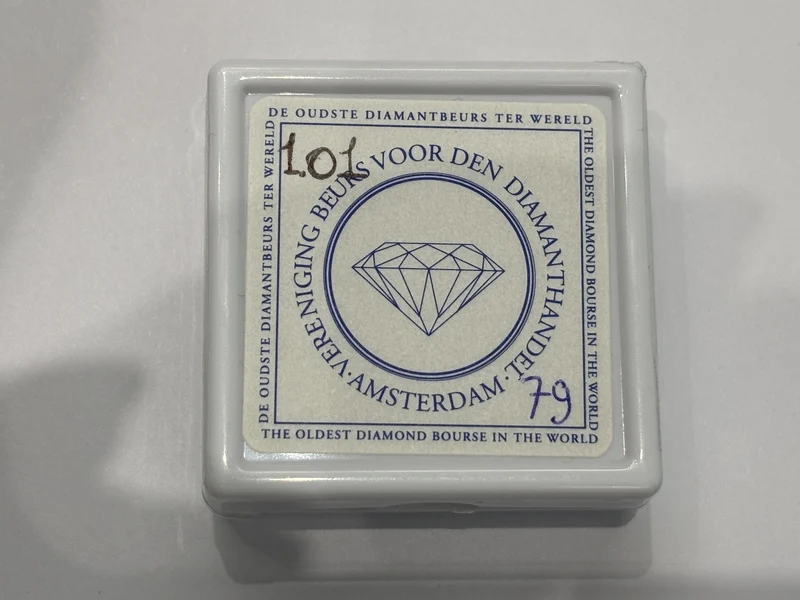 DE OUDSTE DIAMANTBEURS TER WERELD
DE OUDSTE DIAMANTBEURS TER WERELD
THE OLDEST DIAMOND BOURSE IN THE WORLD
101
VERENIGING BEURS VOOR DEN DIAMANTHANDEL
·AMSTERDAM·
79
THE OLDEST DIAMOND BOURSE IN THE WORLD